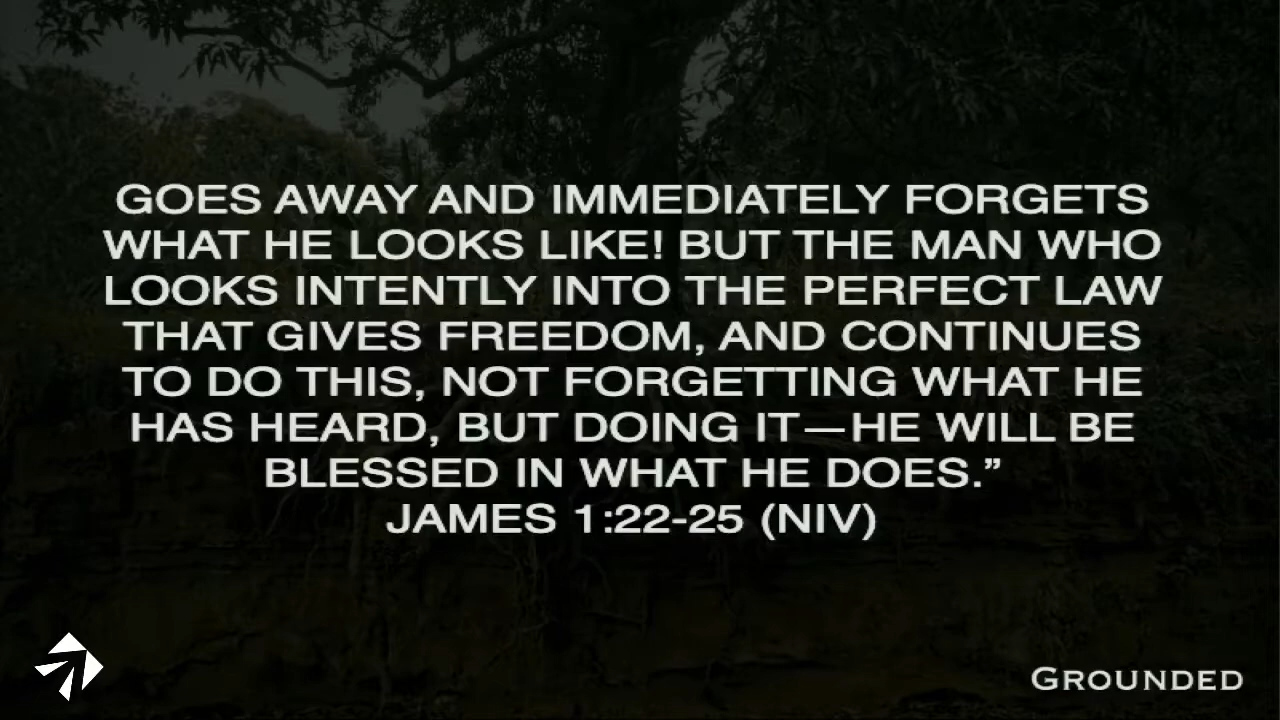 GOES AWAY AND IMMEDIATELY FORGETS
WHAT HE LOOKS LIKE! BUT THE MAN WHO
LOOKS INTENTLY INTO THE PERFECT LAW
THAT GIVES FREEDOM, AND CONTINUES
TO DO THIS, NOT FORGETTING WHAT HE
HAS HEARD, BUT DOING IT—HE WILL BE
BLESSED IN WHAT HE DOES.”
JAMES 1:22-25 (NIV)
GROUNDED